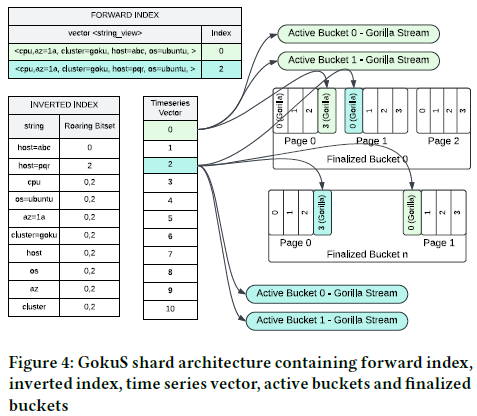 FORWARD INDEX
vector <string_view> Index
<cpu,az=1a, cluster=goku, host=abc, os=ubuntu, > 0
<cpu,az=1a, cluster=goku, host=pqr, os=ubuntu, > 2
Active Bucket 0 - Gorilla Stream
Active Bucket 1 - Gorilla Stream
INVERTED INDEX
string Roaring Bitset
host=abc 0
host=pqr 2
cpu 0,2
os=ubuntu 0,2
az=1a 0,2
cluster=goku 0,2
host 0,2
os 0,2
az 0,2
cluster 0,2
Timeseries
Vector
0
1
2
3
4
5
6
7
8
9
10
0 (Gorilla) 1 2 3 (Gorilla) 0 (Gorilla) 1 2 3 0 1 2 3
Page 0 Page 1 Page 2
Finalized Bucket 0
0 1 2 3 (Gorilla) 0 (Gorilla) 1 2 3
Page 0 Page 1
Finalized Bucket n
Active Bucket 0 - Gorilla Stream
Active Bucket 1 - Gorilla Stream
Figure 4: GokuS shard architecture containing forward index,
inverted index, time series vector, active buckets and finalized
buckets